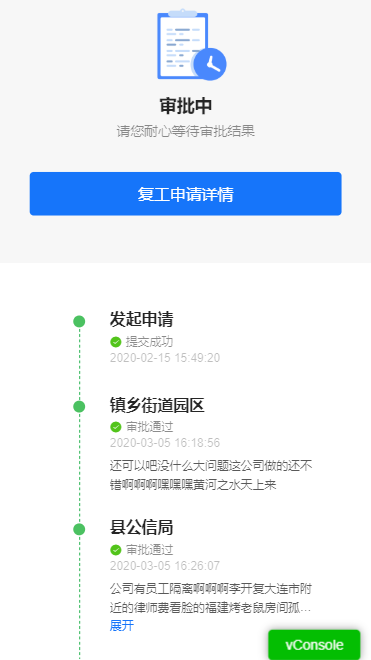 审批中
请您耐心等待审批结果
复工申请详情
发起申请
提交成功
2020-02-15 15:49:20
镇乡街道园区
审批通过
2020-03-05 16:18:56
还可以吧没什么大问题这公司做的还不
错啊啊啊嘿嘿嘿黄河之水天上来
县公信局
审批通过
2020-03-05 16:26:07
公司有员工隔离啊啊啊李开复大连市附
近的律师费看脸的福建烤老鼠房间孤...
展开
vConsole